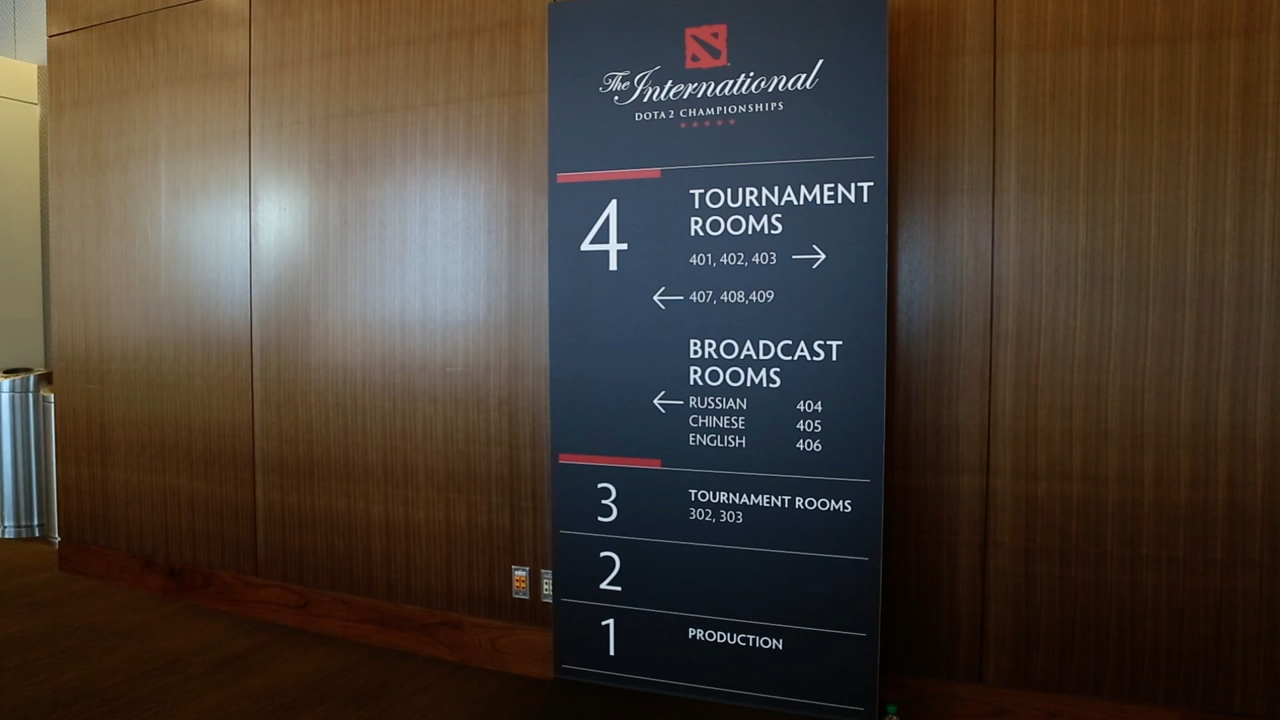 The International
DOTA 2 CHAMPIONSHIPS
4
TOURNAMENT
ROOMS
401, 402, 403 →
← 407, 408,409
BROADCAST
ROOMS
← RUSSIAN 404
CHINESE 405
ENGLISH 406
3 TOURNAMENT ROOMS
302, 303
2
1 PRODUCTION